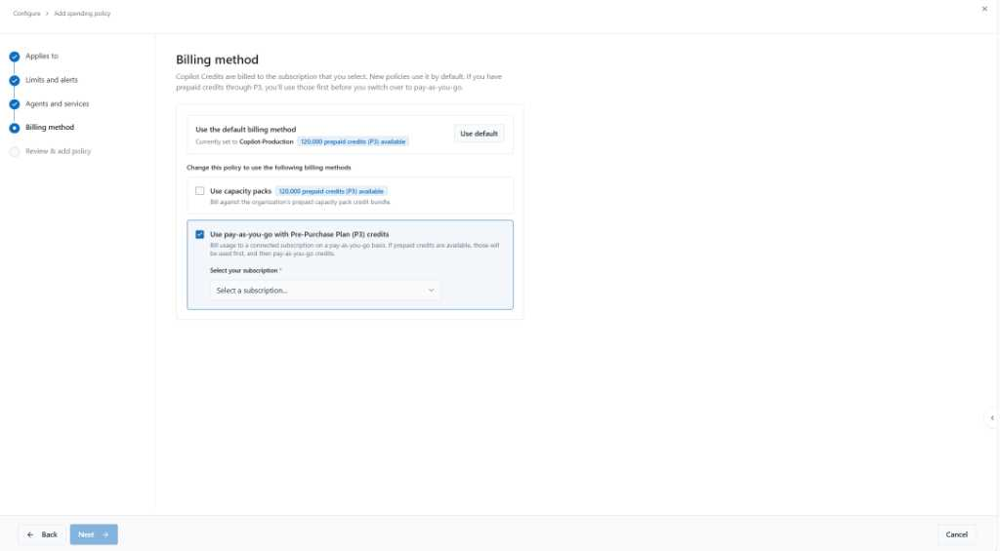 Configure > Add spending policy
Applies to
Limits and alerts
Agents and services
Billing method
Review & add policy
Billing method
Copilot Credits are billed to the subscription that you select. New policies use it by default. If you have
prepaid credits through P3, you'll use those first before you switch over to pay-as-you-go.
Use the default billing method
Currently set to Copilot-Production 120,000 prepaid credits (P3) available
Use default
Change this policy to use the following billing methods
Use capacity packs 120,000 prepaid credits (P3) available
Bill against the organization's prepaid capacity pack credit bundle.
Use pay-as-you-go with Pre-Purchase Plan (P3) credits
Bill usage to a connected subscription on a pay-as-you-go basis. If prepaid credits are available, those will
be used first, and then pay-as-you-go credits.
Select your subscription *
Select a subscription...
Back
Next
Cancel